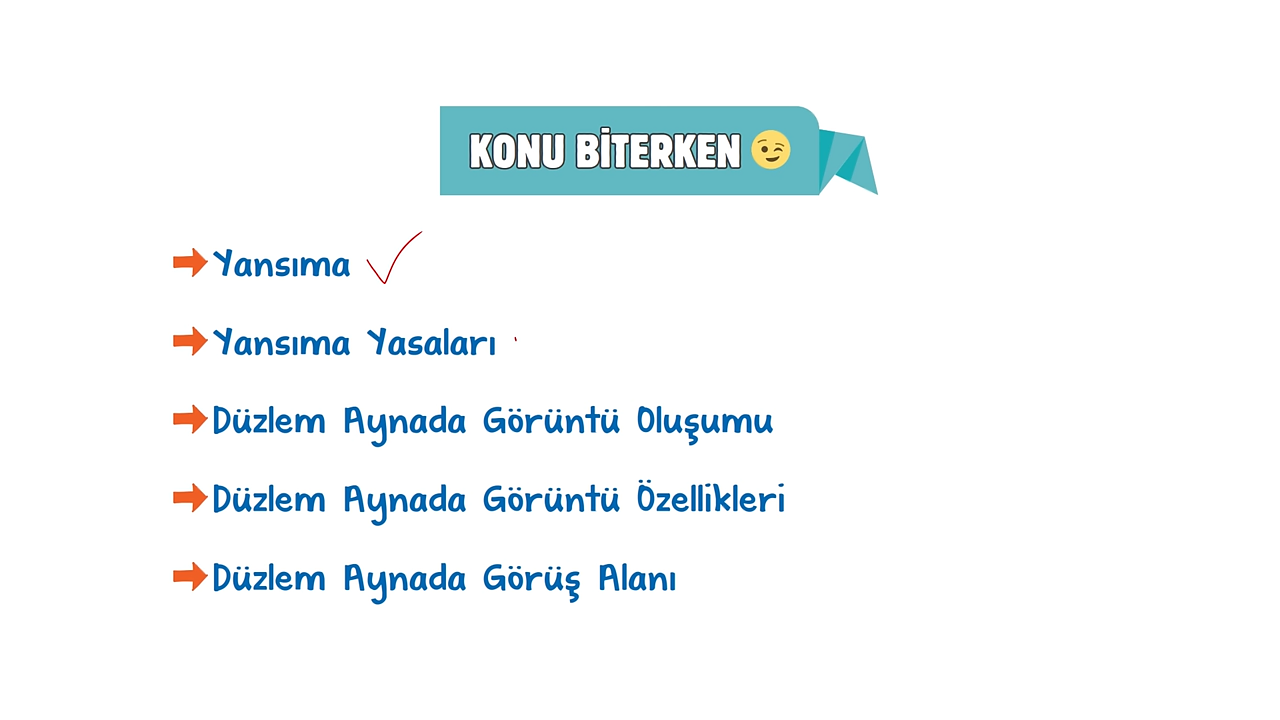 KONU BİTERKEN 😉
Yansıma
Yansıma Yasaları
Düzlem Aynada Görüntü Oluşumu
Düzlem Aynada Görüntü Özellikleri
Düzlem Aynada Görüş Alanı